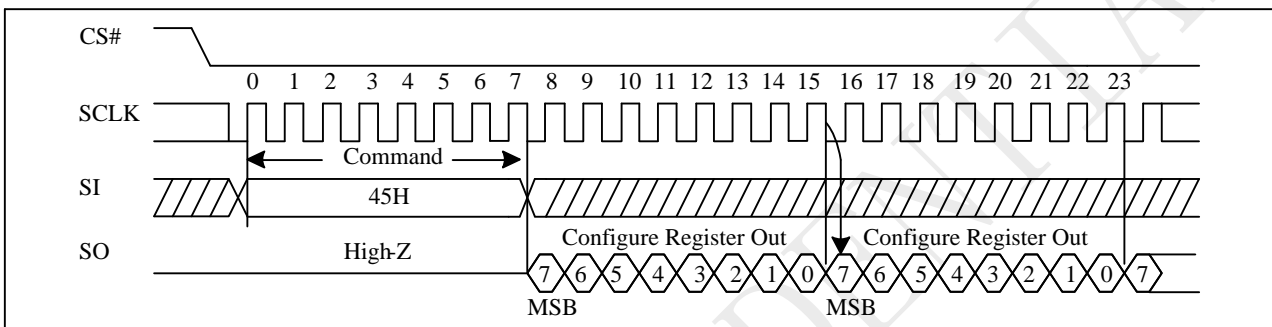 CS#
0 1 2 3 4 5 6 7 8 9 10 11 12 13 14 15 16 17 18 19 20 21 22 23
SCLK
Command
SI
45H
Configure Register Out Configure Register Out
SO
High-Z
7 6 5 4 3 2 1 0 7 6 5 4 3 2 1 0 7
MSB MSB